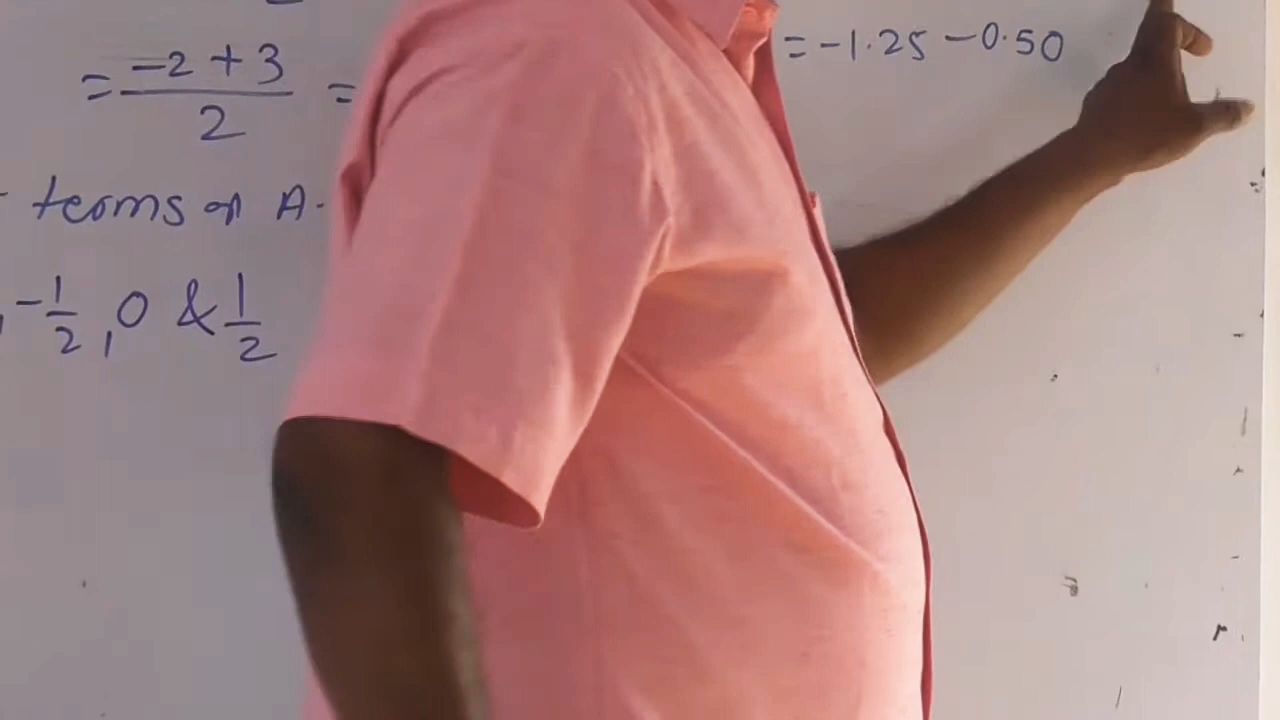 = (-2 + 3)/2 =
terms of A.
, -1/2, 0 & 1/2
= -1.25 - 0.50